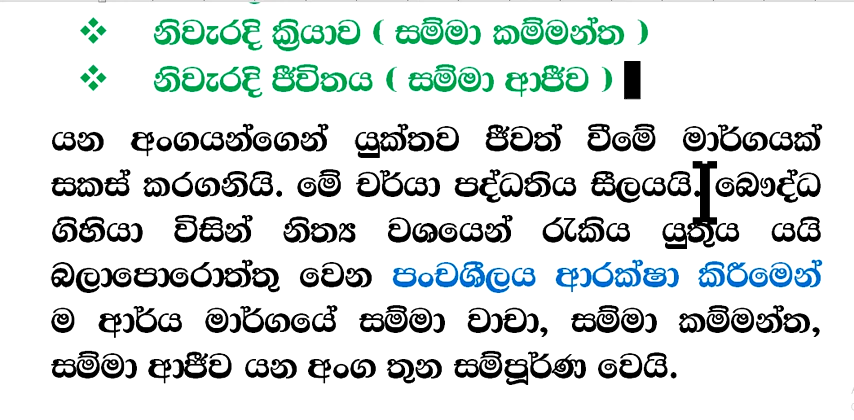 ❖ නිවැරදි ක්‍රියාව ( සම්මා කම්මන්ත )
❖ නිවැරදි ජීවිතය ( සම්මා ආජීව )
යන අංගයන්ගෙන් යුක්තව ජීවත් වීමේ මාර්ගයක්
සකස් කරගනියි. මේ චර්යා පද්ධතිය සීලයයි. බෞද්ධ
ගිහියා විසින් නිත්‍ය වශයෙන් රැකිය යුතුය යයි
බලාපොරොත්තු වෙන පංචශීලය ආරක්ෂා කිරීමෙන්
ම ආර්ය මාර්ගයේ සම්මා වාචා, සම්මා කම්මන්ත,
සම්මා ආජීව යන අංග තුන සම්පූර්ණ වෙයි.